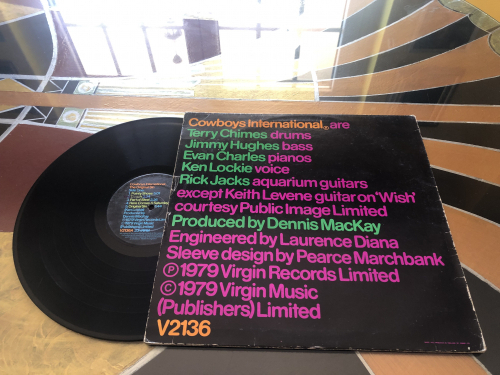 Cowboys International, are
Terry Chimes drums
Jimmy Hughes bass
Evan Charles pianos
Ken Lockie voice
Rick Jacks aquarium guitars
except Keith Levene guitar on 'Wish'
courtesy Public Image Limited
Produced by Dennis MacKay
Engineered by Laurence Diana
Sleeve design by Pearce Marchbank
Ⓟ 1979 Virgin Records Limited
© 1979 Virgin Music
(Publishers) Limited
V2136
Cowboys International